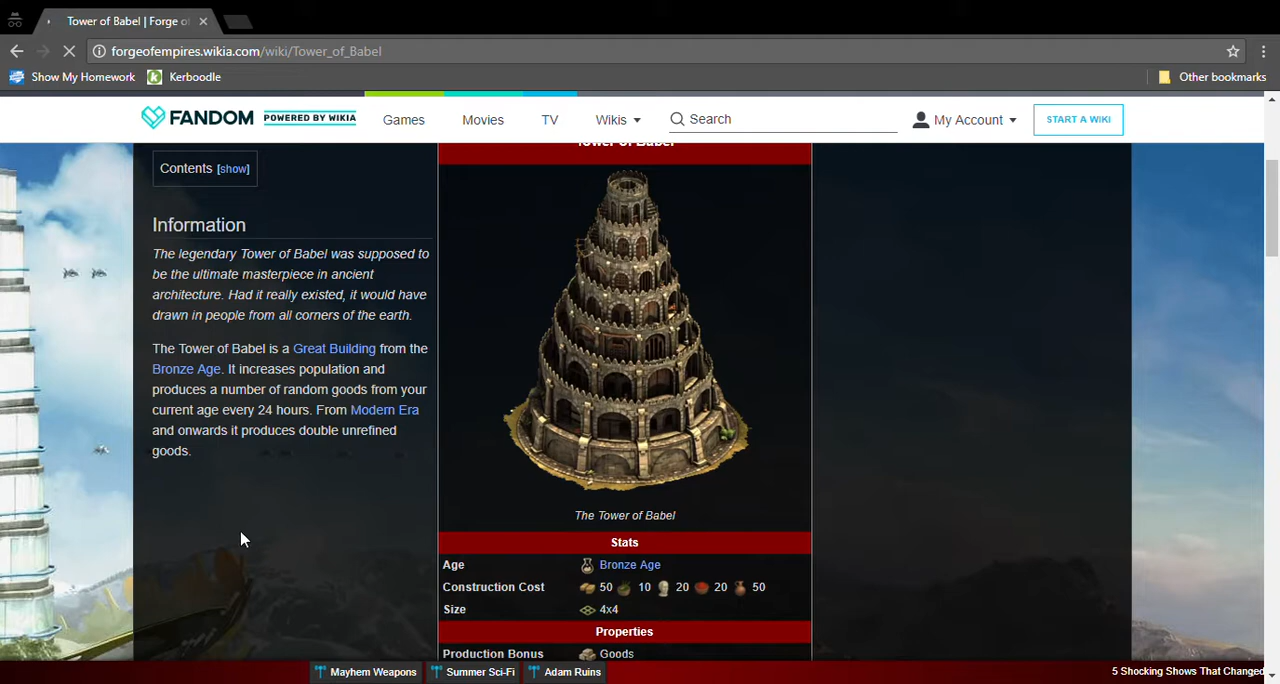 Tower of Babel | Forge of
forgeofempires.wikia.com/wiki/Tower_of_Babel
Show My Homework
Kerboodle
Other bookmarks
FANDOM POWERED BY WIKIA
Games
Movies
TV
Wikis
Search
My Account
START A WIKI
Tower of Babel
Contents [show]
Information
The legendary Tower of Babel was supposed to
be the ultimate masterpiece in ancient
architecture. Had it really existed, it would have
drawn in people from all corners of the earth.
The Tower of Babel is a Great Building from the
Bronze Age. It increases population and
produces a number of random goods from your
current age every 24 hours. From Modern Era
and onwards it produces double unrefined
goods.
The Tower of Babel
Stats
Age Bronze Age
Construction Cost 50 10 20 20 50
Size 4x4
Properties
Production Bonus Goods
Mayhem Weapons
Summer Sci-Fi
Adam Ruins
5 Shocking Shows That Changed